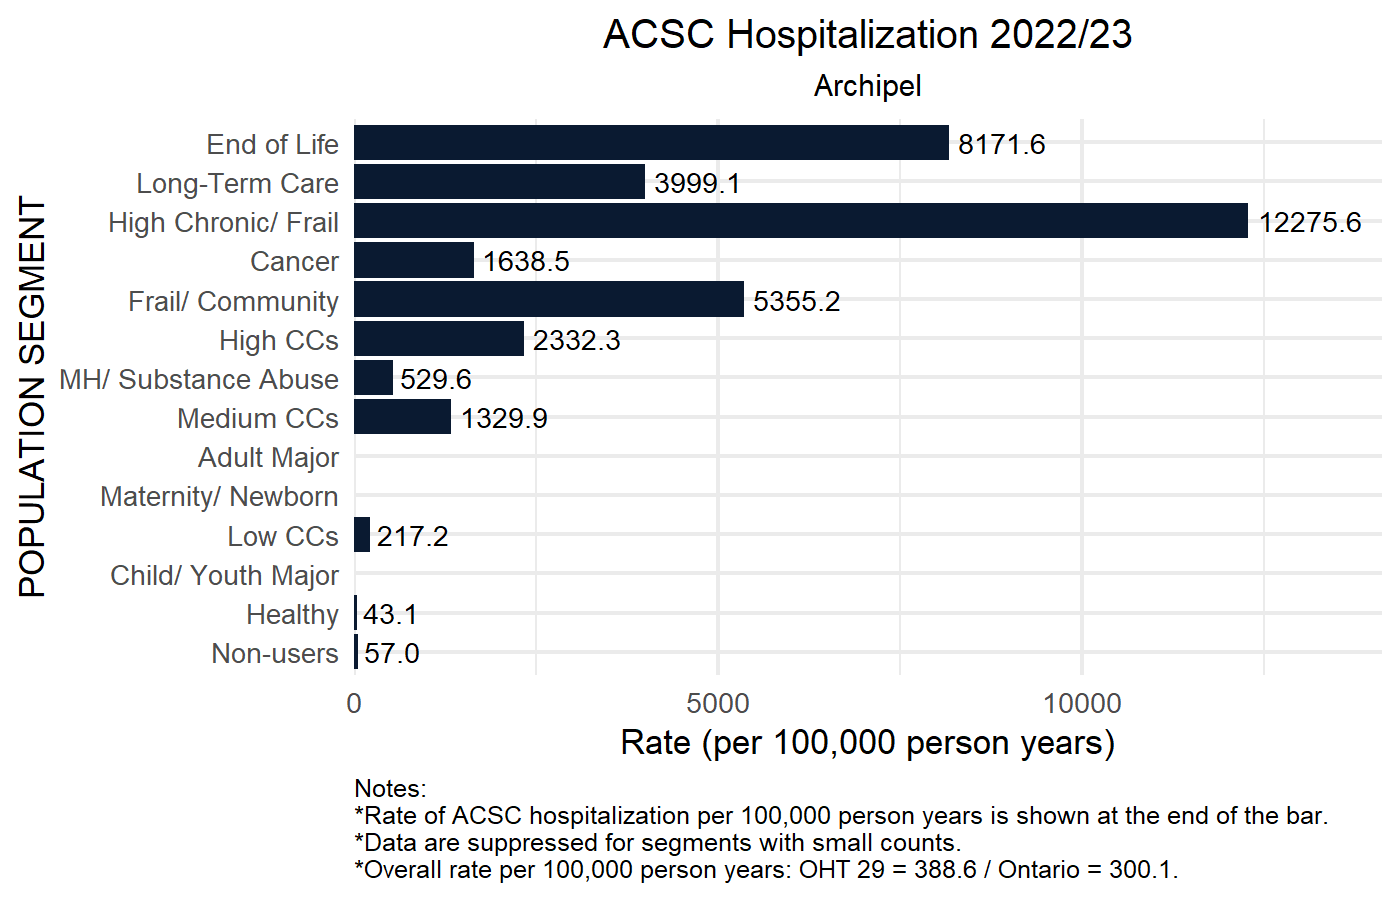 ACSC Hospitalization 2022/23
Archipel
POPULATION SEGMENT
End of Life 8171.6
Long-Term Care 3999.1
High Chronic/ Frail 12275.6
Cancer 1638.5
Frail/ Community 5355.2
High CCs 2332.3
MH/ Substance Abuse 529.6
Medium CCs 1329.9
Adult Major
Maternity/ Newborn
Low CCs 217.2
Child/ Youth Major
Healthy 43.1
Non-users 57.0
0 5000 10000
Rate (per 100,000 person years)
Notes:
*Rate of ACSC hospitalization per 100,000 person years is shown at the end of the bar.
*Data are suppressed for segments with small counts.
*Overall rate per 100,000 person years: OHT 29 = 388.6 / Ontario = 300.1.